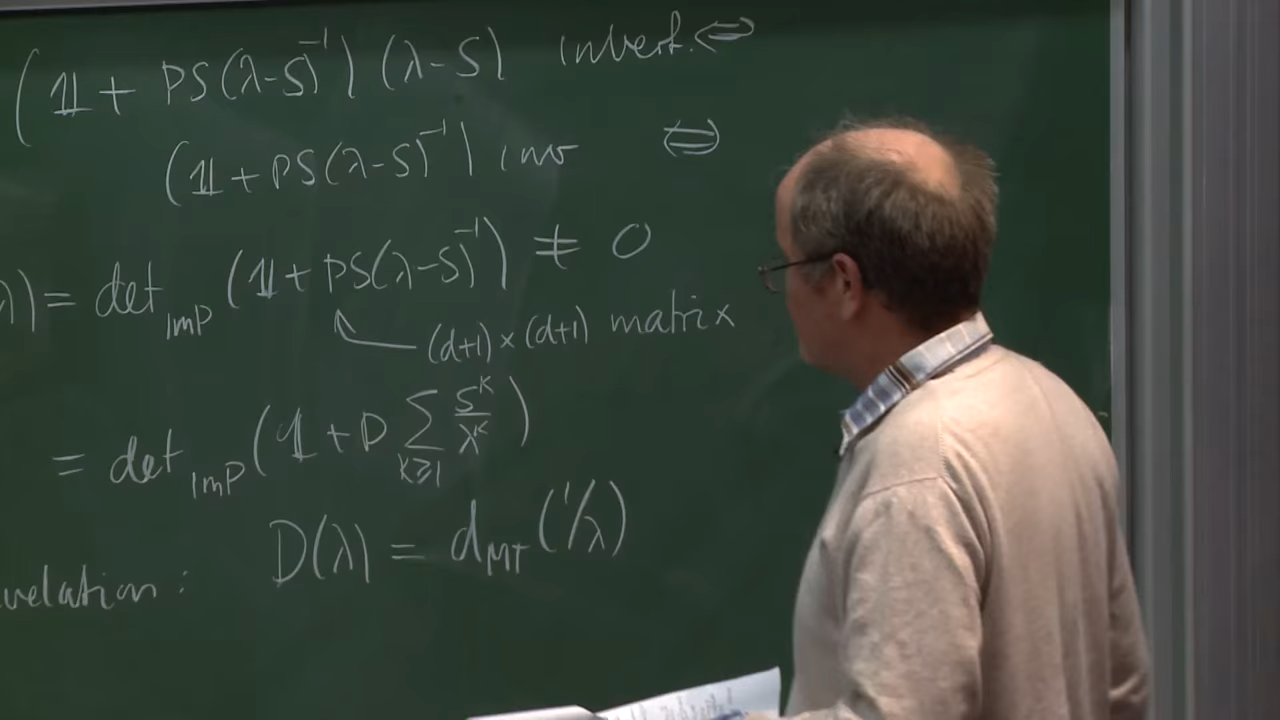 (𝟙 + PS(λ-S)⁻¹) (λ-S) invert. ⇔
(𝟙 + PS(λ-S)⁻¹) inv ⇔
λ) = det_ImP (𝟙 + PS(λ-S)⁻¹) ≠ 0
(d+1) × (d+1) matrix
= det_ImP (𝟙 + P ∑_{k≥1} S^k/λ^k)
D(λ) = d_MT (1/λ)
velation :